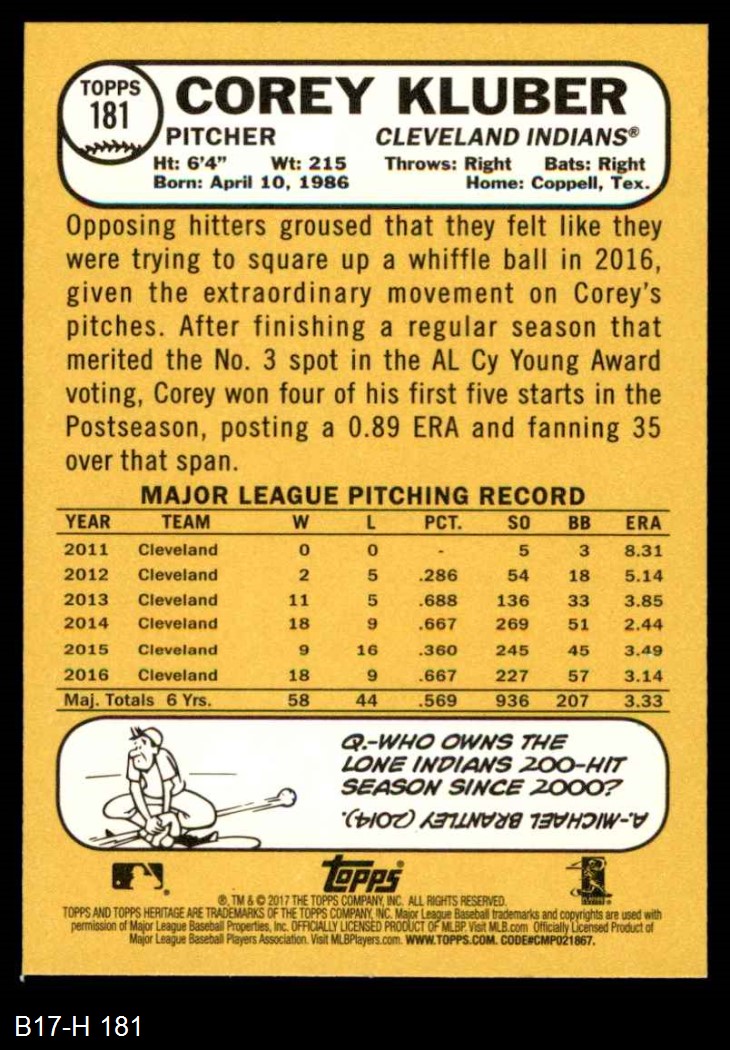 TOPPS
181
COREY KLUBER
PITCHER CLEVELAND INDIANS®
Ht: 6'4" Wt: 215 Throws: Right Bats: Right
Born: April 10, 1986 Home: Coppell, Tex.
Opposing hitters groused that they felt like they
were trying to square up a whiffle ball in 2016,
given the extraordinary movement on Corey's
pitches. After finishing a regular season that
merited the No. 3 spot in the AL Cy Young Award
voting, Corey won four of his first five starts in the
Postseason, posting a 0.89 ERA and fanning 35
over that span.
MAJOR LEAGUE PITCHING RECORD
YEAR TEAM W L PCT. SO BB ERA
2011 Cleveland 0 0 - 5 3 8.31
2012 Cleveland 2 5 .286 54 18 5.14
2013 Cleveland 11 5 .688 136 33 3.85
2014 Cleveland 18 9 .667 269 51 2.44
2015 Cleveland 9 16 .360 245 45 3.49
2016 Cleveland 18 9 .667 227 57 3.14
Maj. Totals 6 Yrs. 58 44 .569 936 207 3.33
Q.-WHO OWNS THE
LONE INDIANS 200-HIT
SEASON SINCE 2000?
A.-MICHAEL BRANTLEY (2014).
topps®
®, TM & © 2017 THE TOPPS COMPANY, INC. ALL RIGHTS RESERVED.
TOPPS AND TOPPS HERITAGE ARE TRADEMARKS OF THE TOPPS COMPANY, INC. Major League Baseball trademarks and copyrights are used with
permission of Major League Baseball Properties, Inc. OFFICIALLY LICENSED PRODUCT OF MLBP Visit MLB.com Officially Licensed Product of
Major League Baseball Players Association. Visit MLBPlayers.com. WWW.TOPPS.COM. CODE#CMP021867.
B17-H 181